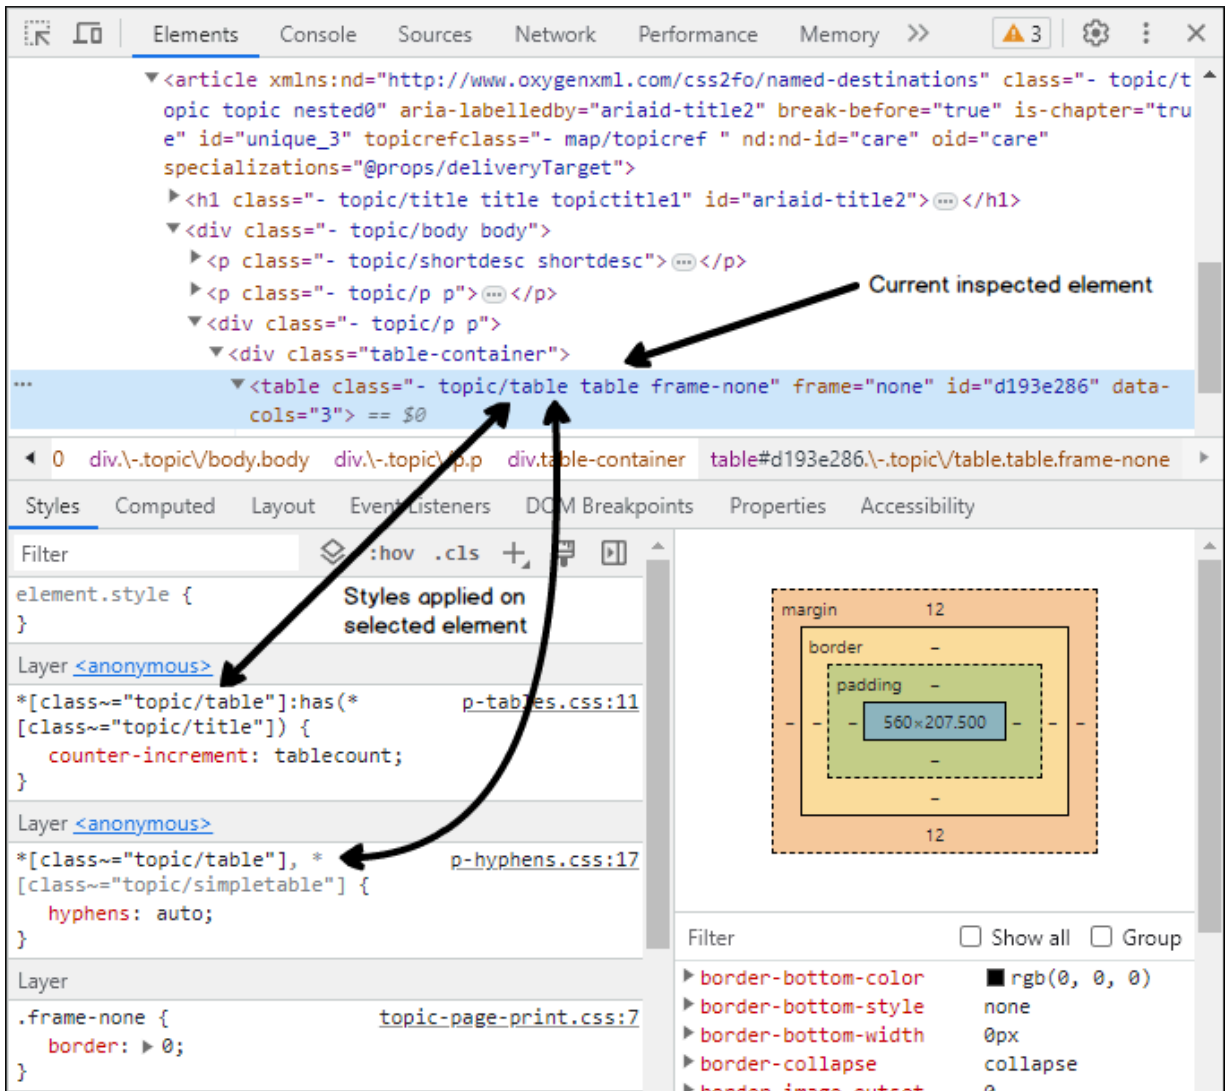 Elements Console Sources Network Performance Memory 3
<article xmlns:nd="http://www.oxygenxml.com/css2fo/named-destinations" class="- topic/t
opic topic nested0" aria-labelledby="ariaid-title2" break-before="true" is-chapter="tru
e" id="unique_3" topicrefclass="- map/topicref " nd:nd-id="care" oid="care"
specializations="@props/deliveryTarget">
<h1 class="- topic/title title topictitle1" id="ariaid-title2">…</h1>
<div class="- topic/body body">
<p class="- topic/shortdesc shortdesc">…</p>
Current inspected element
<p class="- topic/p p">…</p>
<div class="- topic/p p">
<div class="table-container">
… <table class="- topic/table table frame-none" frame="none" id="d193e286" data-
cols="3"> == $0
0 div.\-.topic\/body.body div.\-.topic\/p.p div.table-container table#d193e286.\-.topic\/table.table.frame-none
Styles Computed Layout Event Listeners DOM Breakpoints Properties Accessibility
Filter :hov .cls
element.style {
}
Styles applied on
selected element
Layer <anonymous>
*[class~="topic/table"]:has(* p-tables.css:11
[class~="topic/title"]) {
counter-increment: tablecount;
}
Layer <anonymous>
*[class~="topic/table"], * p-hyphens.css:17
[class~="topic/simpletable"] {
hyphens: auto;
}
Layer
.frame-none { topic-page-print.css:7
border: 0;
}
margin 12
border –
padding –
– – – 560×207.500 – – –
–
–
12
Filter Show all Group
border-bottom-color rgb(0, 0, 0)
border-bottom-style none
border-bottom-width 0px
border-collapse collapse
border-image-outset 0